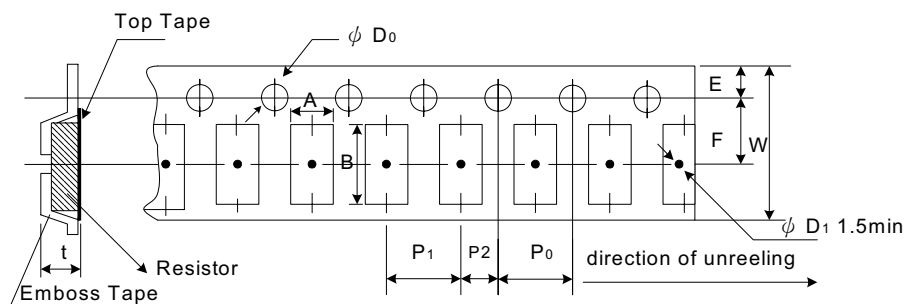 Top Tape
ψ D0
A
B
E
F
W
ψ D1 1.5min
P1
P2
P0
direction of unreeling
t
Resistor
Emboss Tape